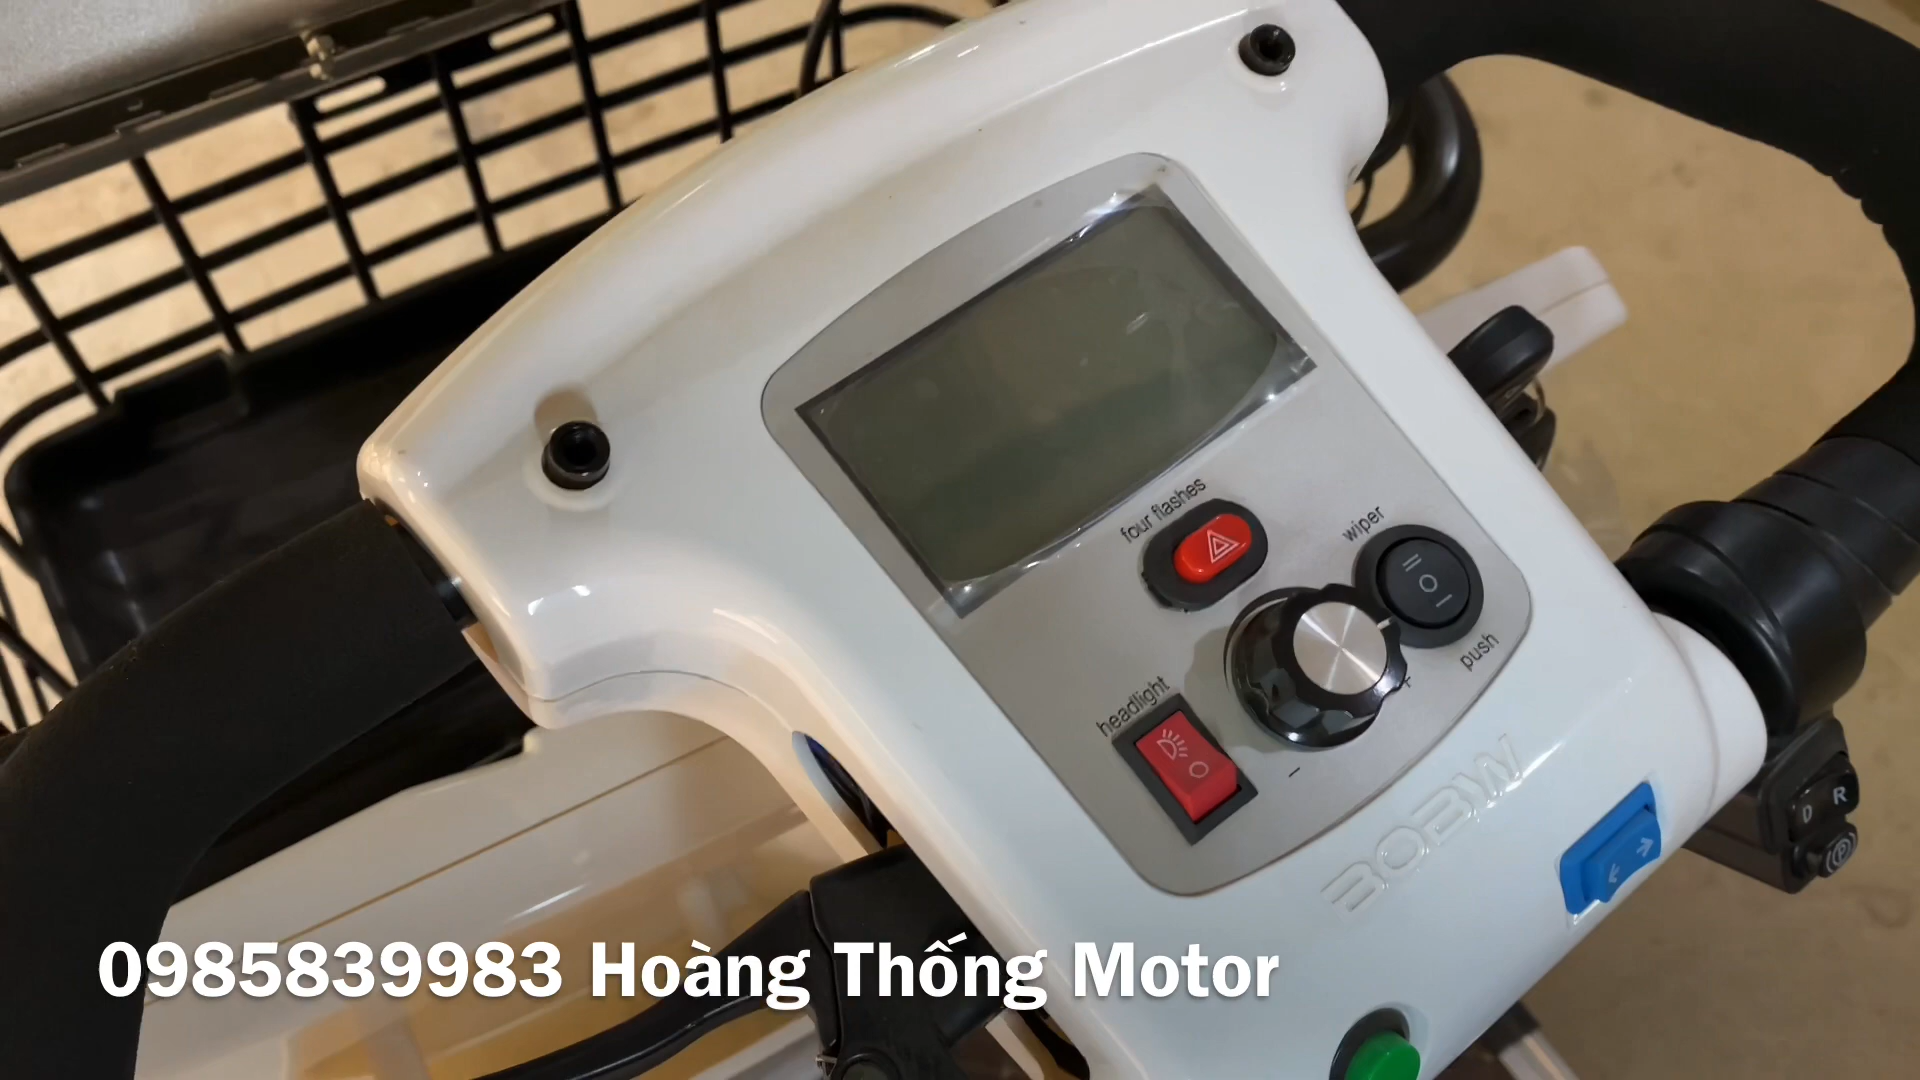 four flashes
wiper
push
headlight
+
-
BOBW
D R
P
0985839983 Hoàng Thống Motor